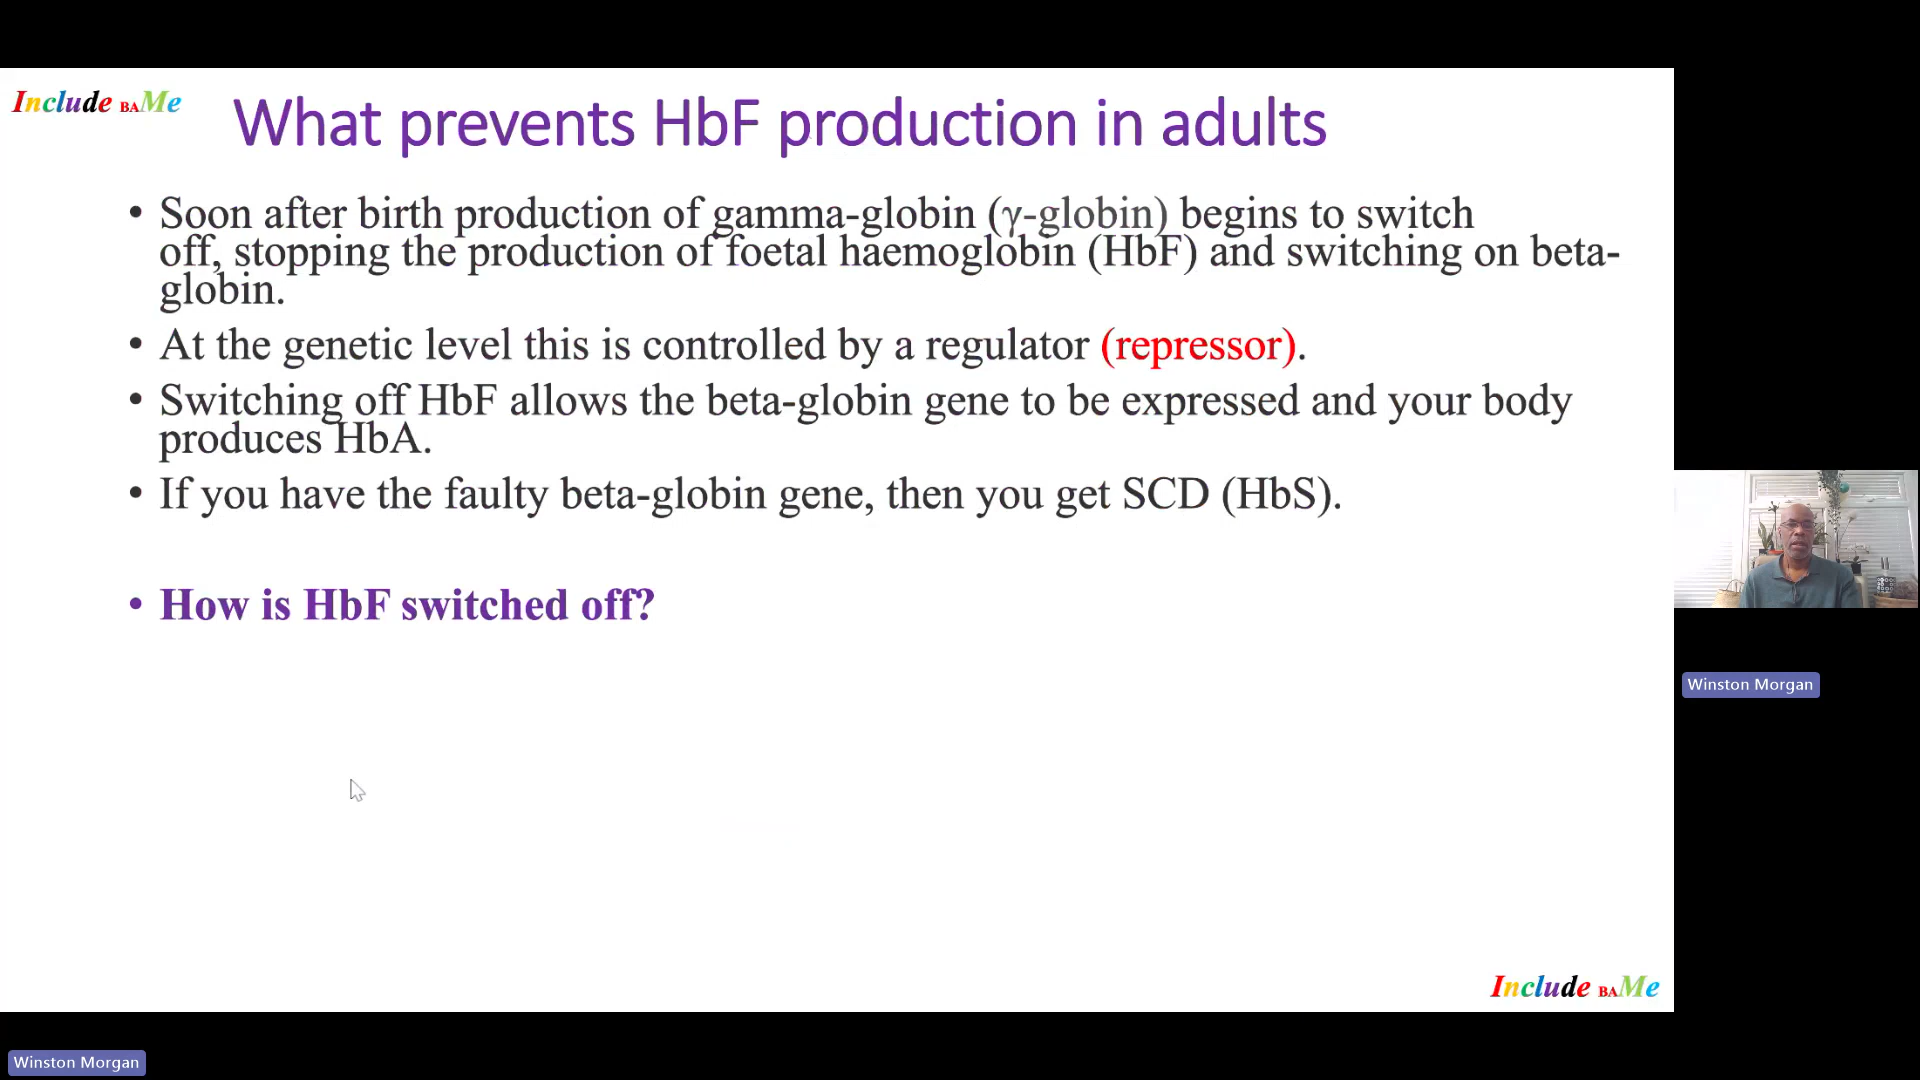 Include BAMe
What prevents HbF production in adults
• Soon after birth production of gamma-globin (γ-globin) begins to switch
off, stopping the production of foetal haemoglobin (HbF) and switching on beta-
globin.
• At the genetic level this is controlled by a regulator (repressor).
• Switching off HbF allows the beta-globin gene to be expressed and your body
produces HbA.
• If you have the faulty beta-globin gene, then you get SCD (HbS).
• How is HbF switched off?
Winston Morgan
Include BAMe
Winston Morgan